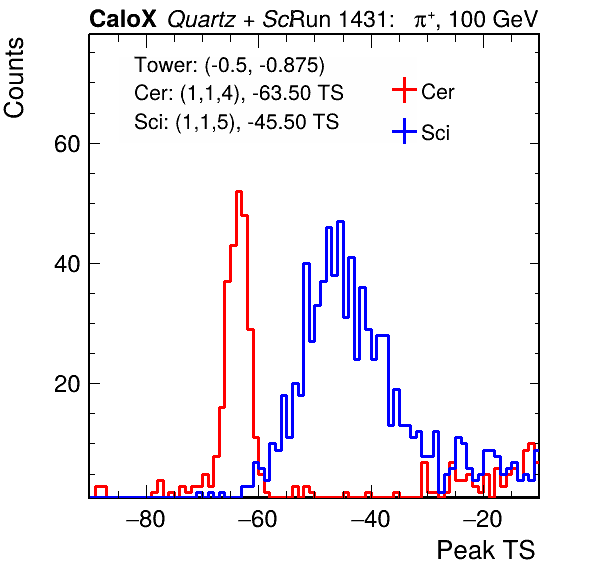 CaloX Quartz + ScRun 1431: π+, 100 GeV
Counts
Tower: (-0.5, -0.875)
Cer: (1,1,4), -63.50 TS
Sci: (1,1,5), -45.50 TS
Cer
Sci
60
40
20
−80 −60 −40 −20
Peak TS